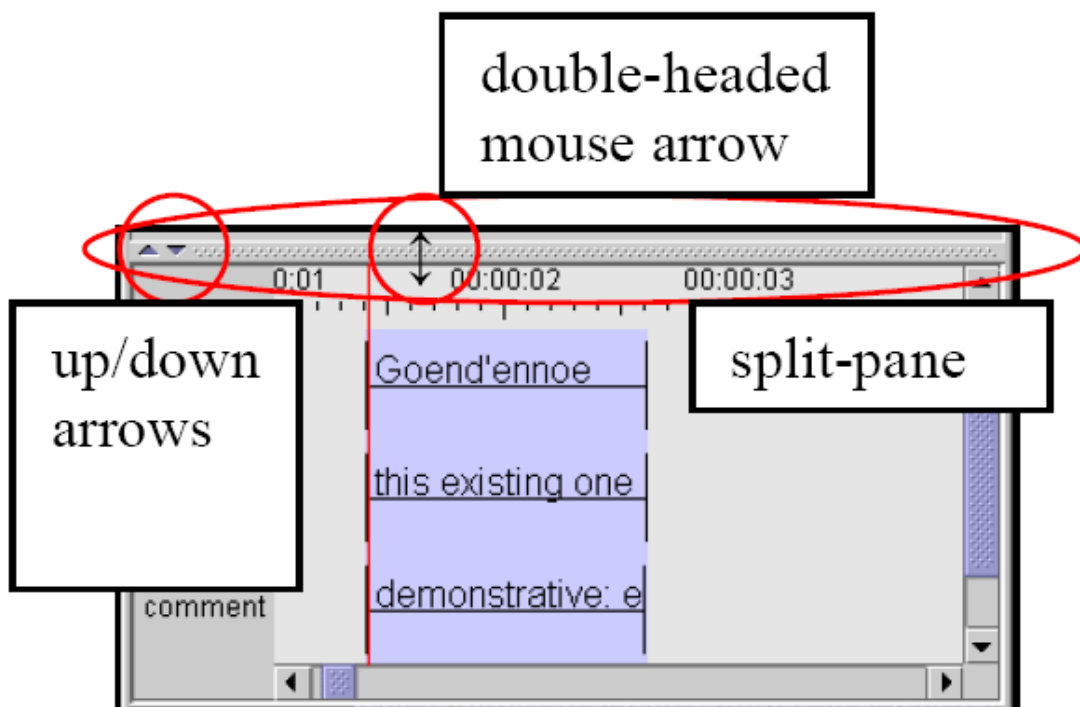 double-headed
mouse arrow
0:01 00:00:02 00:00:03
up/down
arrows
split-pane
Goend'ennoe
this existing one
demonstrative: e
comment